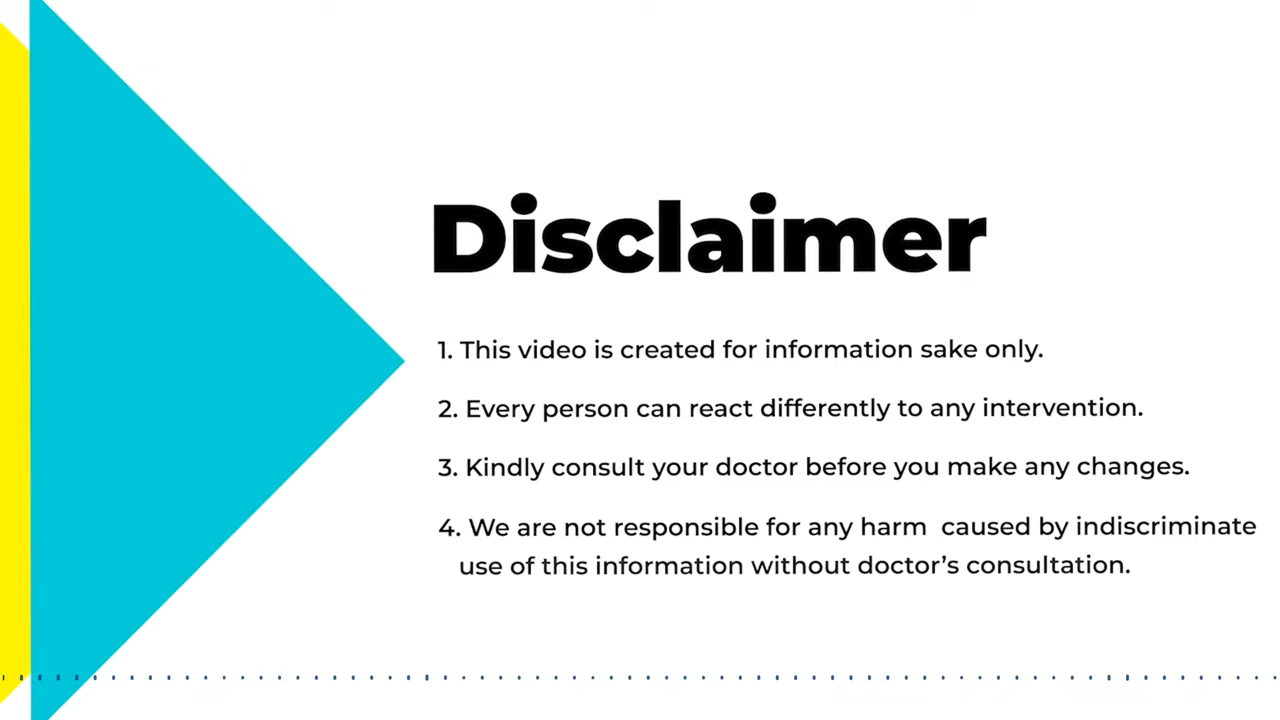 Disclaimer
1. This video is created for information sake only.
2. Every person can react differently to any intervention.
3. Kindly consult your doctor before you make any changes.
4. We are not responsible for any harm  caused by indiscriminate
use of this information without doctor’s consultation.